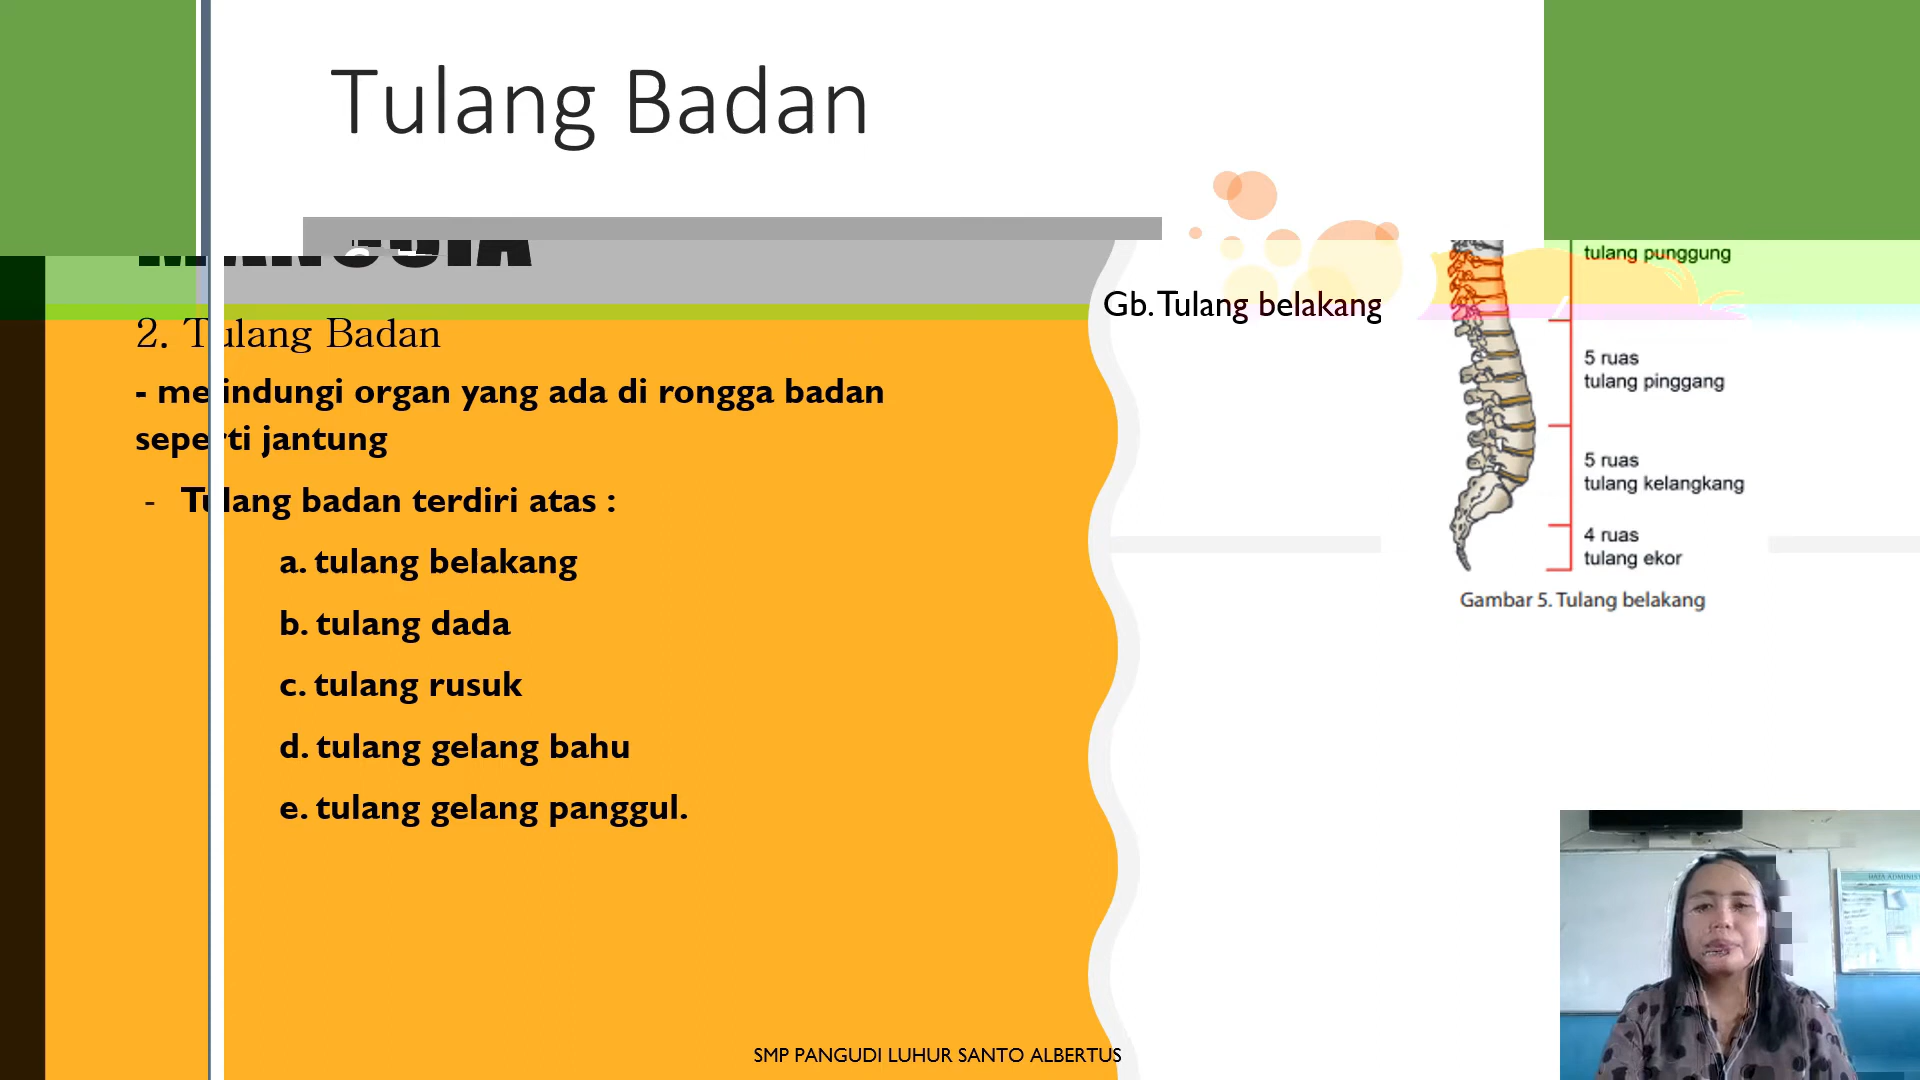 Tulang Badan
2. Tulang Badan
- melindungi organ yang ada di rongga badan
seperti jantung
- Tulang badan terdiri atas :
a. tulang belakang
b. tulang dada
c. tulang rusuk
d. tulang gelang bahu
e. tulang gelang panggul.
Gb. Tulang belakang
tulang punggung
5 ruas
tulang pinggang
5 ruas
tulang kelangkang
4 ruas
tulang ekor
Gambar 5. Tulang belakang
SMP PANGUDI LUHUR SANTO ALBERTUS